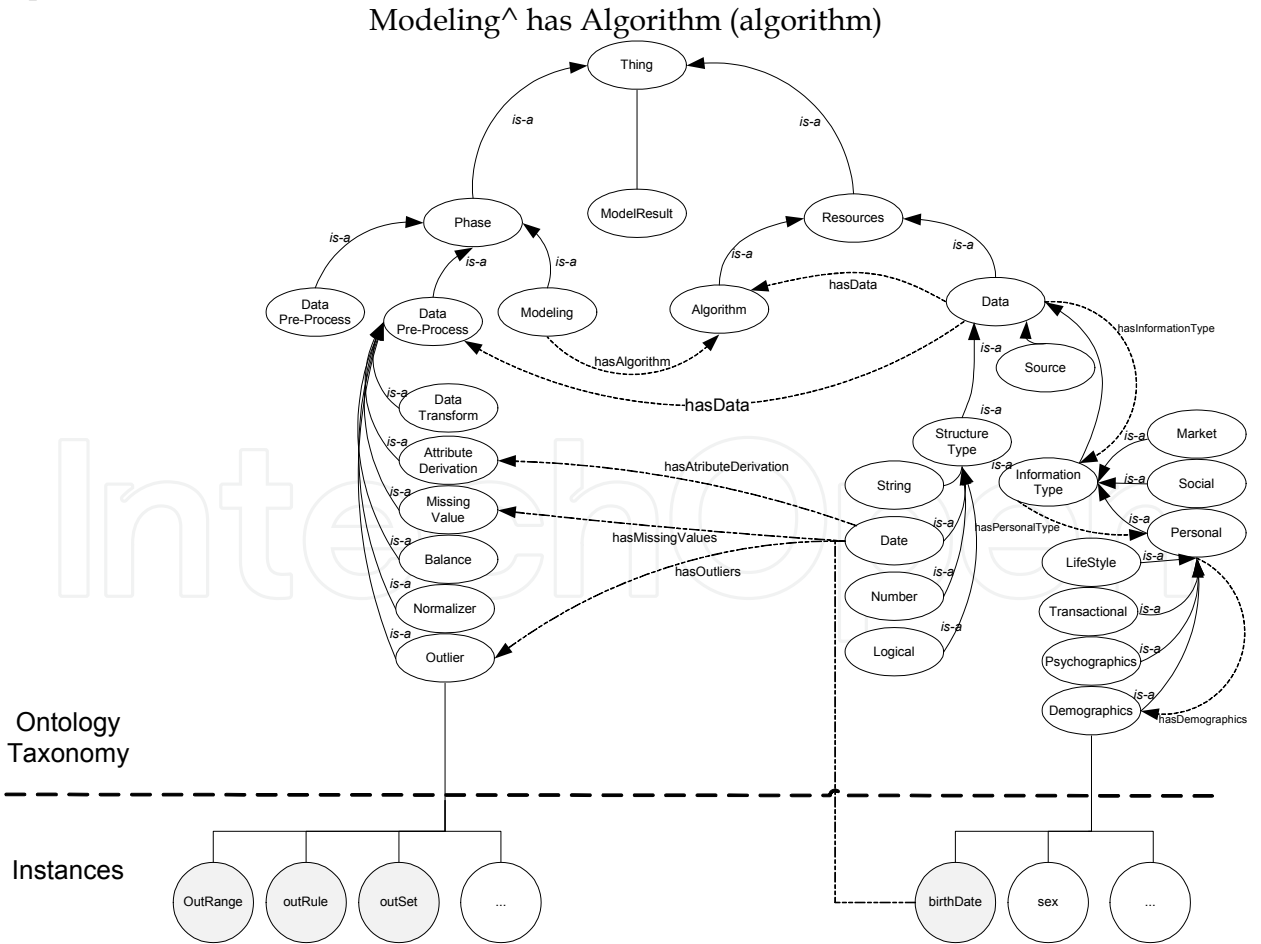 Modeling^ has Algorithm (algorithm)
Thing
is-a
is-a
ModelResult
Phase
Resources
is-a
is-a
is-a
is-a
is-a
Data
Pre-Process
Data
Pre-Process
Modeling
Algorithm
hasData
Data
hasInformationType
hasAlgorithm
is-a
Source
hasData
is-a
Data
Transform
is-a
Structure
Type
Market
is-a
is-a
Attribute
Derivation
hasAtributeDerivation
String
is-a
Information
Type
is-a
Social
is-a
Missing
Value
hasMissingValues
Date
is-a
hasPersonalType
is-a
Personal
is-a
Balance
hasOutliers
LifeStyle
is-a
is-a
Normalizer
Number
is-a
Transactional
is-a
is-a
Outlier
Logical
is-a
Psychographics
is-a
Demographics
is-a
hasDemographics
Ontology
Taxonomy
IntechOpen
Instances
OutRange
outRule
outSet
...
birthDate
sex
...